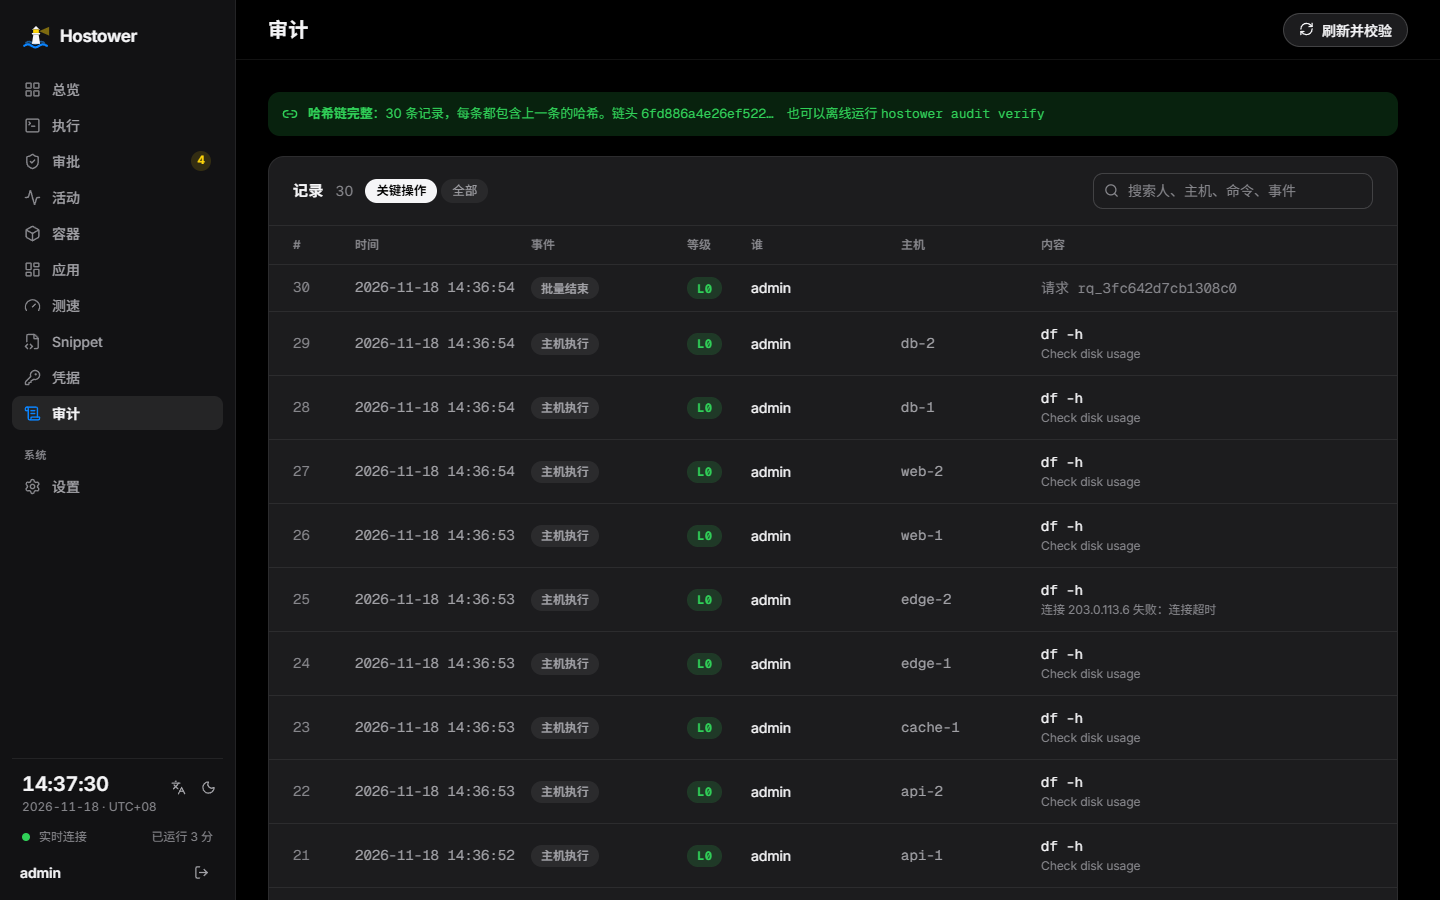 Hostower
总览
执行
审批 4
活动
容器
应用
测速
Snippet
凭据
审计
系统
设置
14:37:30
2026-11-18 · UTC+08
实时连接 已运行 3 分
admin
审计
刷新并校验
哈希链完整：30 条记录，每条都包含上一条的哈希。链头 6fd886a4e26ef522… 也可以离线运行 hostower audit verify
记录 30 关键操作 全部
搜索人、主机、命令、事件
# 时间 事件 等级 谁 主机 内容
30 2026-11-18 14:36:54 批量结束 L0 admin 请求 rq_3fc642d7cb1308c0
29 2026-11-18 14:36:54 主机执行 L0 admin db-2 df -h
Check disk usage
28 2026-11-18 14:36:54 主机执行 L0 admin db-1 df -h
Check disk usage
27 2026-11-18 14:36:54 主机执行 L0 admin web-2 df -h
Check disk usage
26 2026-11-18 14:36:53 主机执行 L0 admin web-1 df -h
Check disk usage
25 2026-11-18 14:36:53 主机执行 L0 admin edge-2 df -h
连接 203.0.113.6 失败：连接超时
24 2026-11-18 14:36:53 主机执行 L0 admin edge-1 df -h
Check disk usage
23 2026-11-18 14:36:53 主机执行 L0 admin cache-1 df -h
Check disk usage
22 2026-11-18 14:36:53 主机执行 L0 admin api-2 df -h
Check disk usage
21 2026-11-18 14:36:52 主机执行 L0 admin api-1 df -h
Check disk usage